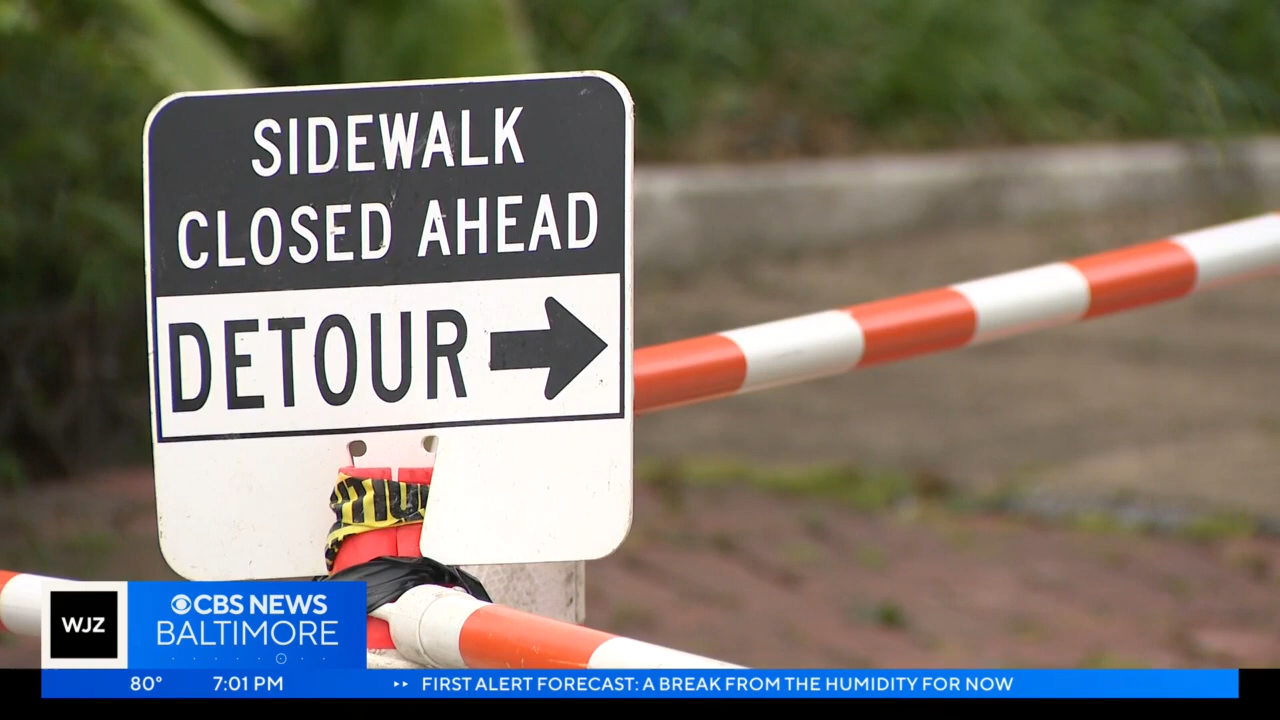 SIDEWALK
CLOSED AHEAD
DETOUR
WJZ
CBS NEWS
BALTIMORE
80° 7:01 PM FIRST ALERT FORECAST: A BREAK FROM THE HUMIDITY FOR NOW